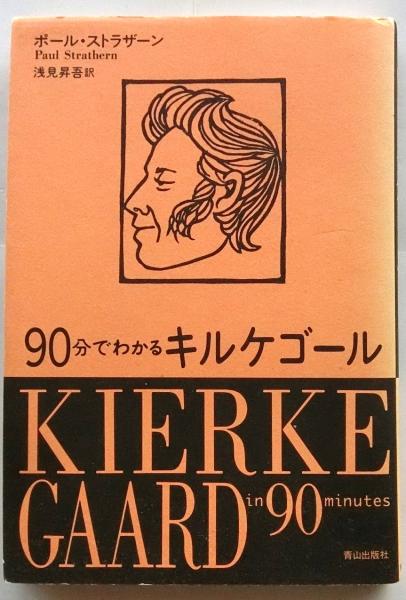 ポール・ストラザーン
Paul Strathern
浅見昇吾訳
90分でわかるキルケゴール
KIERKE
GAARD in 90 minutes
青山出版社